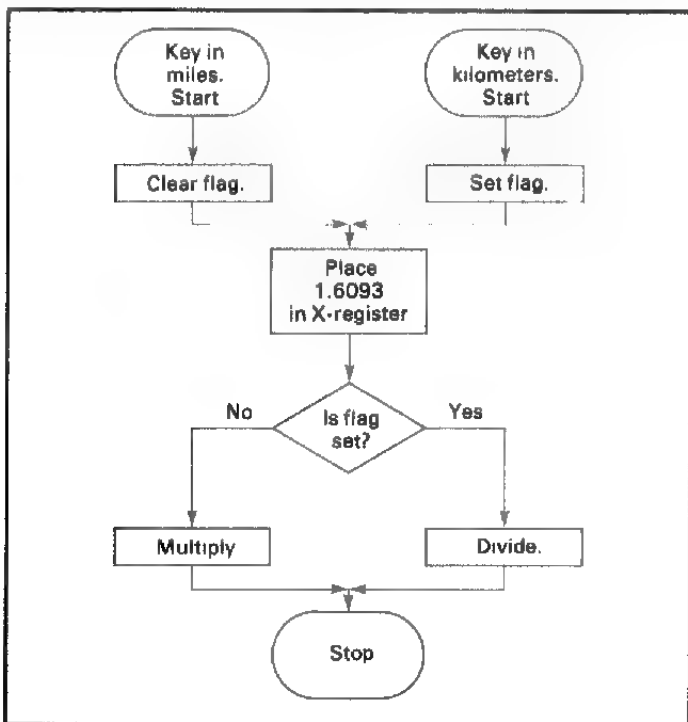 Key in
miles.
Start
Key in
kilometers.
Start
Clear flag.
Set flag.
Place
1.6093
in X-register
No
Is flag
set?
Yes
Multiply
Divide.
Stop